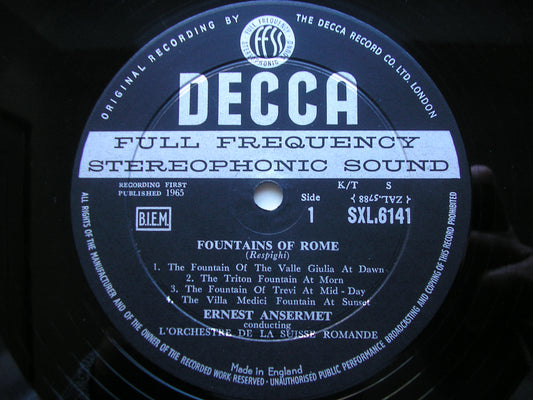 ORIGINAL RECORDING BY THE DECCA RECORD CO. LTD. LONDON
FULL FREQUENCY STEREOPHONIC SOUND
ffss
DECCA
FULL FREQUENCY
STEREOPHONIC SOUND
RECORDING FIRST
PUBLISHED 1965
K/T S
{ ZAL-5788 }
B.I.E.M.
Side
1
SXL.6141
FOUNTAINS OF ROME
(Respighi)
1. The Fountain Of The Valle Giulia At Dawn
2. The Triton Fountain At Morn
3. The Fountain Of Trevi At Mid - Day
4. The Villa Medici Fountain At Sunset
ERNEST ANSERMET
conducting
L'ORCHESTRE DE LA SUISSE ROMANDE
ALL RIGHTS OF THE MANUFACTURER AND OF THE OWNER OF THE RECORDED WORK RESERVED · UNAUTHORISED PUBLIC PERFORMANCE BROADCASTING AND COPYING OF THIS RECORD PROHIBITED
Made in England